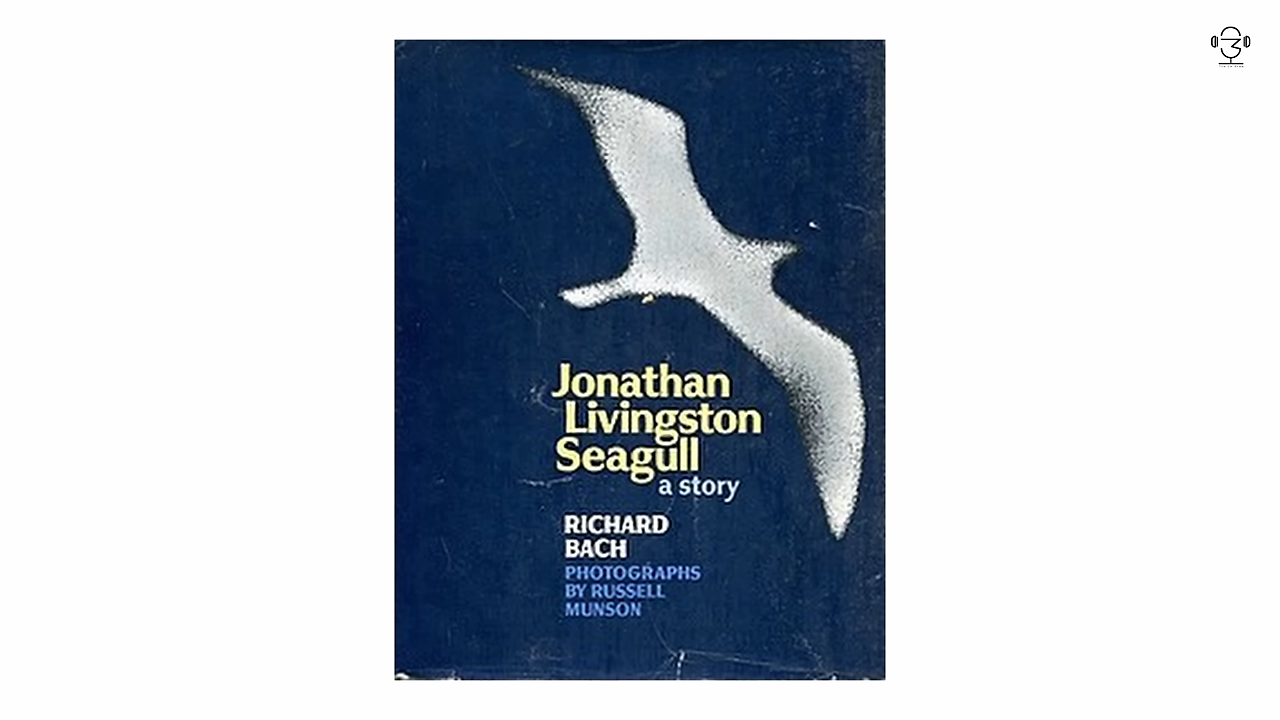 Jonathan
Livingston
Seagull
a story
RICHARD
BACH
PHOTOGRAPHS
BY RUSSELL
MUNSON